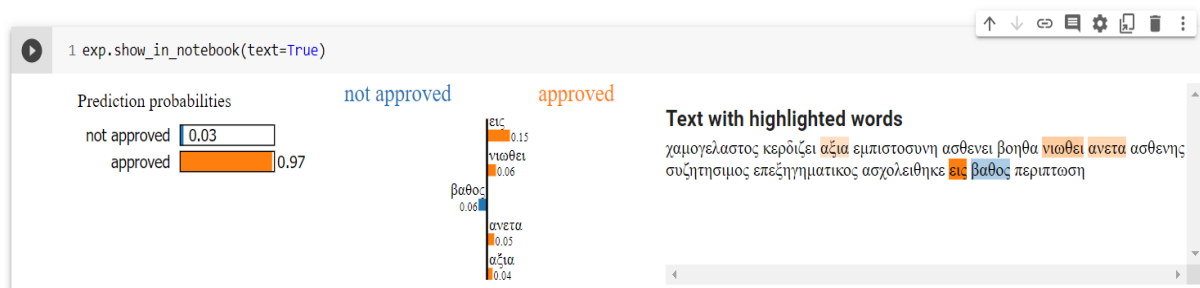 1 exp.show_in_notebook(text=True)
Prediction probabilities
not approved 0.03
approved 0.97
not approved approved
εις
0.15
νιωθει
0.06
βαθος
0.06
ανετα
0.05
αξια
0.04
Text with highlighted words
χαμογελαστος κερδιζει αξια εμπιστοσυνη ασθενει βοηθα νιωθει ανετα ασθενης
συζητησιμος επεξηγηματικος ασχολειθηκε εις βαθος περιπτωση